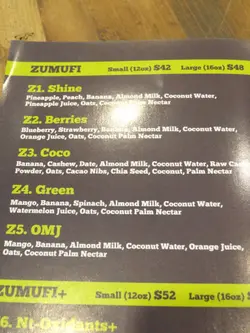 ZUMUFI Small (12oz) $42 Large (16oz) $48
Z1. Shine
Pineapple, Peach, Banana, Almond Milk, Coconut Water,
Pineapple Juice, Oats, Coconut Palm Nectar
Z2. Berries
Blueberry, Strawberry, Banana, Almond Milk, Coconut Water,
Orange Juice, Oats, Coconut Palm Nectar
Z3. Coco
Banana, Cashew, Date, Almond Milk, Coconut Water, Raw
Powder, Oats, Cacao Nibs, Chia Seed, Coconut, Palm Nectar
Z4. Green
Mango, Banana, Spinach, Almond Milk, Coconut Water,
Watermelon Juice, Oats, Coconut Palm Nectar
Z5. OMJ
Mango, Banana, Almond Milk, Coconut Water, Orange Juice,
Oats, Coconut Palm Nectar
ZUMUFI+ Small (12oz) $52 Large (16oz)
6. Nt-Oxidants+